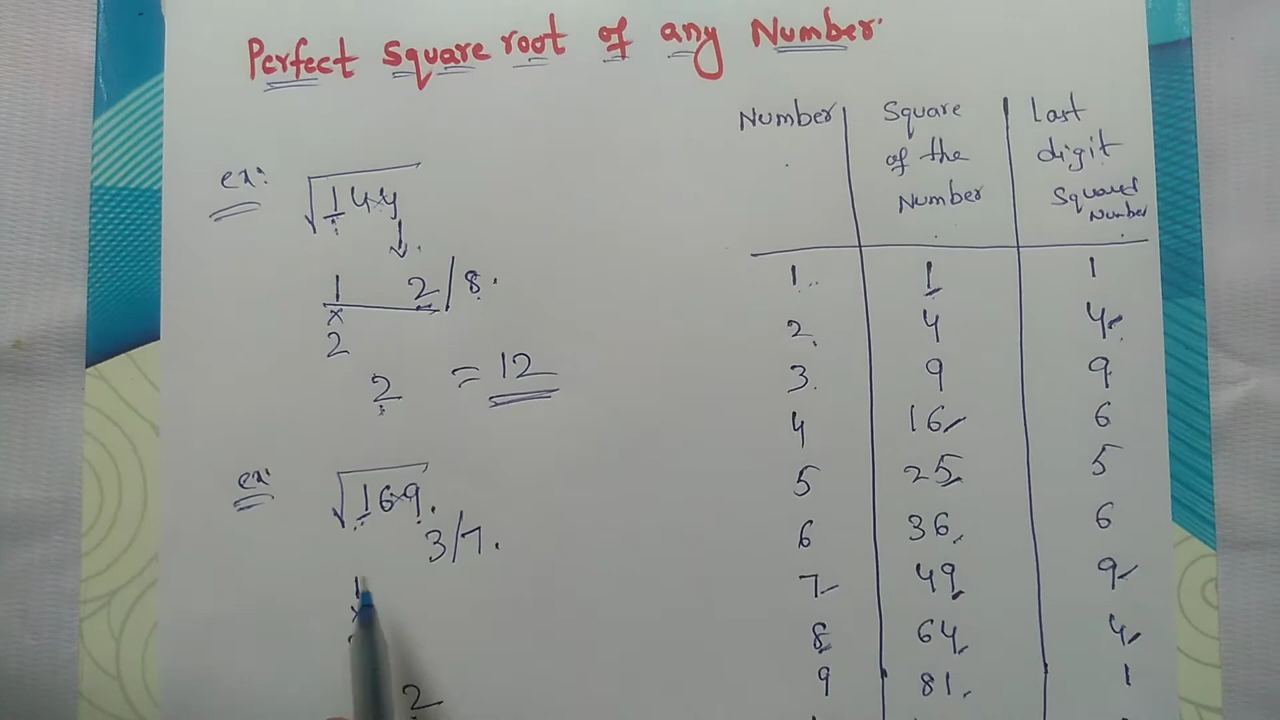 Perfect Square root of any Number.
ex: √144
1 2/8.
×
2
2 = 12
ex: √169.
3/7.
1
×
2
Number Square of the Number Last digit Squared Number
1. 1 1
2. 4 4
3. 9 9
4 16 6
5 25 5
6 36. 6
7 49 9
8 64 4
9 81. 1